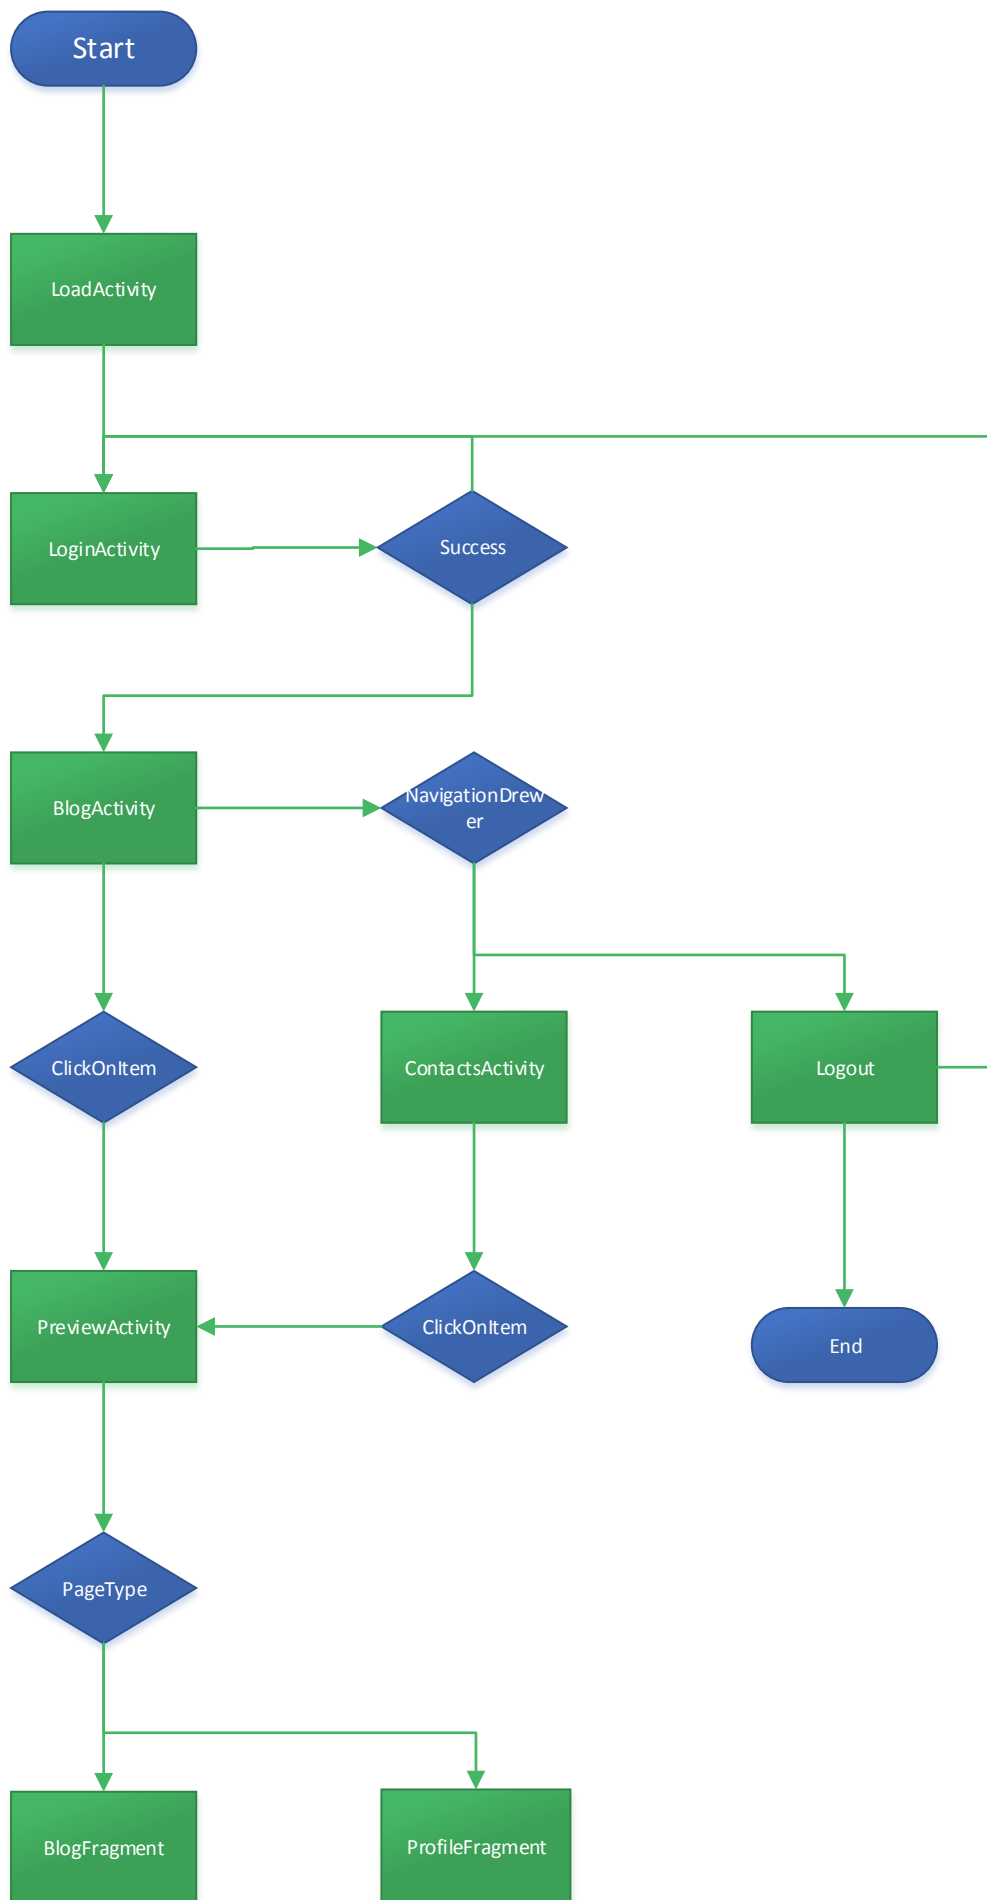 Start
LoadActivity
LoginActivity
Success
BlogActivity
NavigationDrew
er
ClickOnItem
ContactsActivity
Logout
PreviewActivity
ClickOnItem
End
PageType
BlogFragment
ProfileFragment